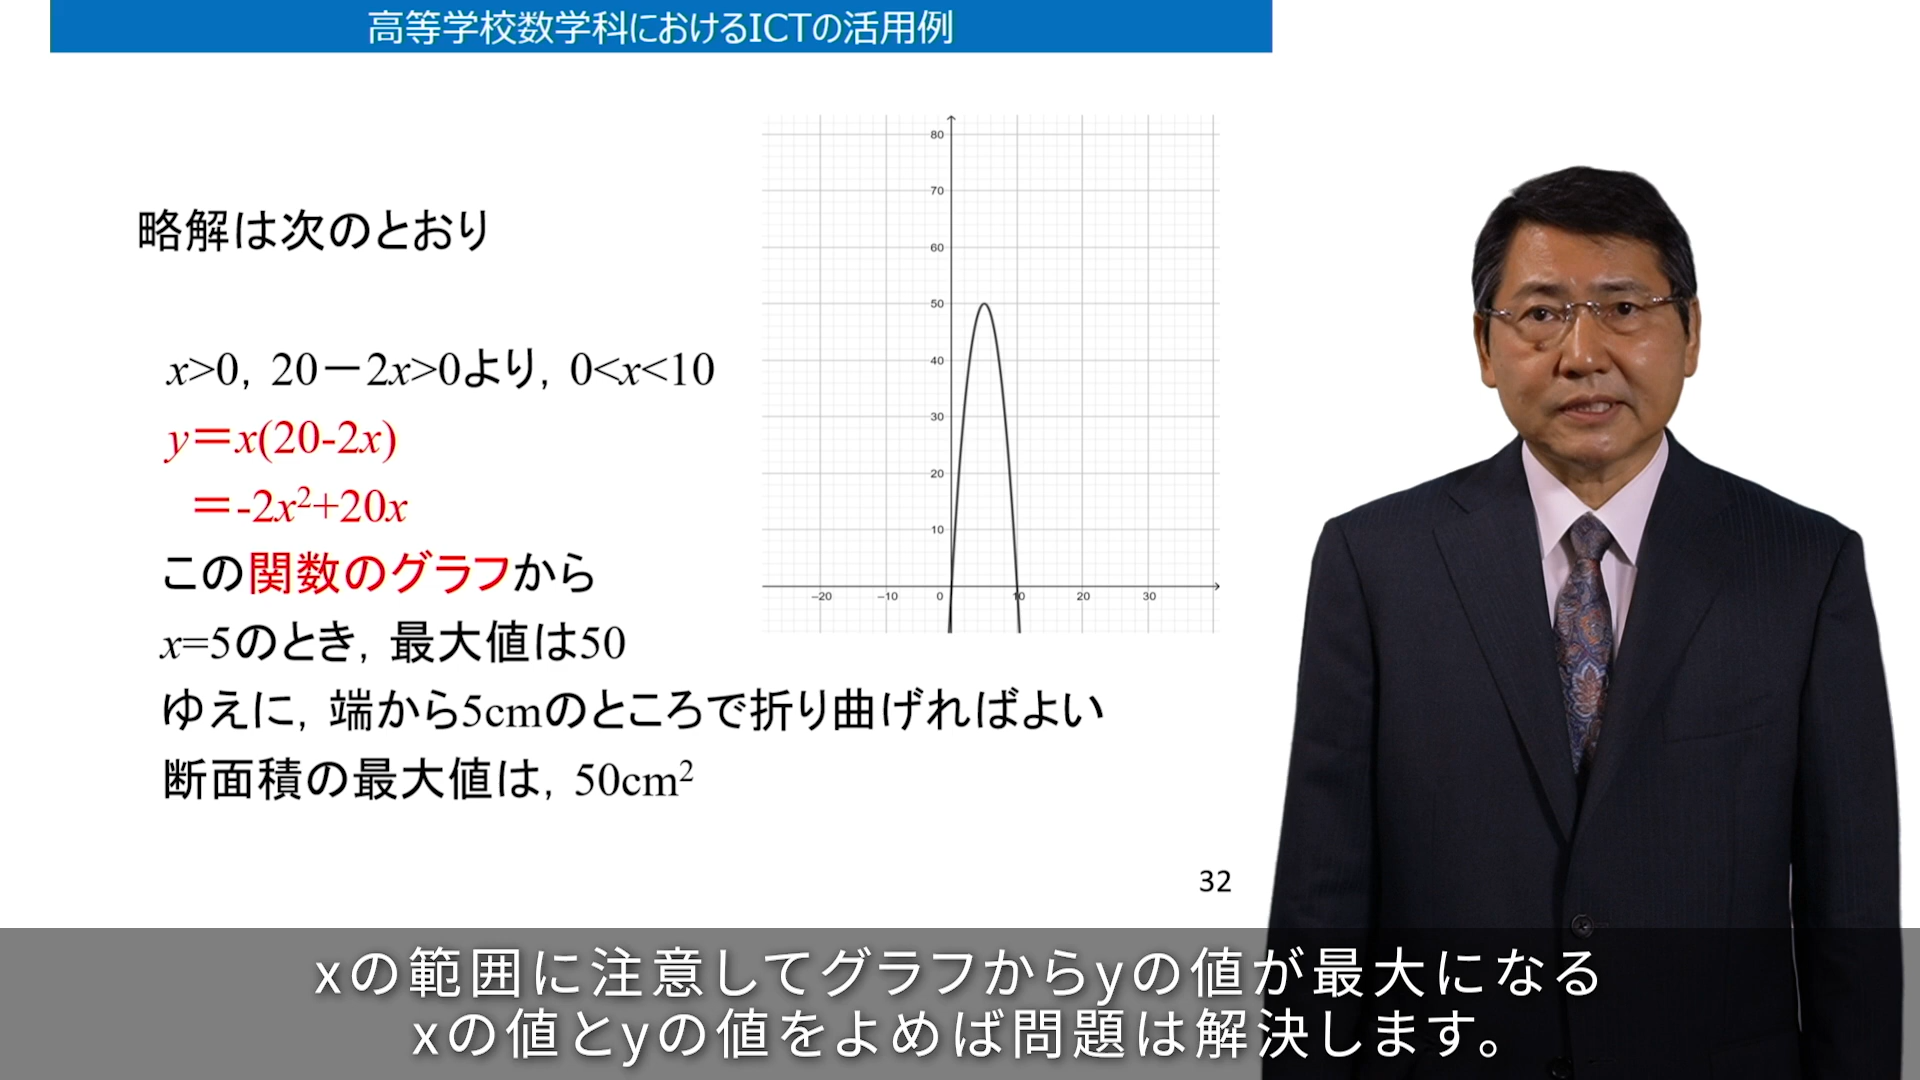 高等学校数学科におけるICTの活用例
略解は次のとおり
x>0，20－2x>0より，0<x<10
y＝x(20-2x)
＝-2x²+20x
この関数のグラフから
x=5のとき，最大値は50
ゆえに，端から5cmのところで折り曲げればよい
断面積の最大値は，50cm²
80
70
60
50
40
30
20
10
−20 −10 0 10 20 30
32
xの範囲に注意してグラフからyの値が最大になる
xの値とyの値をよめば問題は解決します。